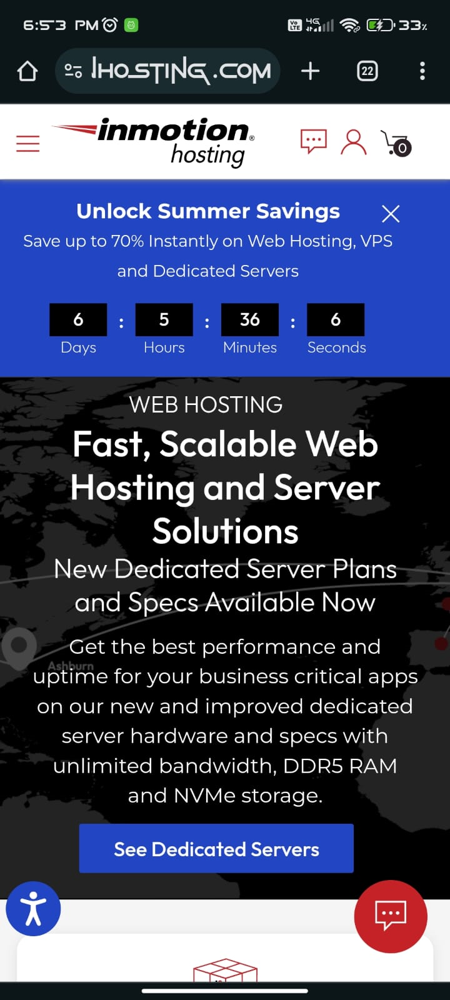 6:53 PM
Vo LTE 4G 33%
HOSTING.COM
22
inmotion®
hosting
0
Unlock Summer Savings
Save up to 70% Instantly on Web Hosting, VPS
and Dedicated Servers
6 : 5 : 36 : 6
Days Hours Minutes Seconds
WEB HOSTING
Fast, Scalable Web
Hosting and Server
Solutions
New Dedicated Server Plans
and Specs Available Now
Get the best performance and
Ashburn
uptime for your business critical apps
on our new and improved dedicated
server hardware and specs with
unlimited bandwidth, DDR5 RAM
and NVMe storage.
See Dedicated Servers